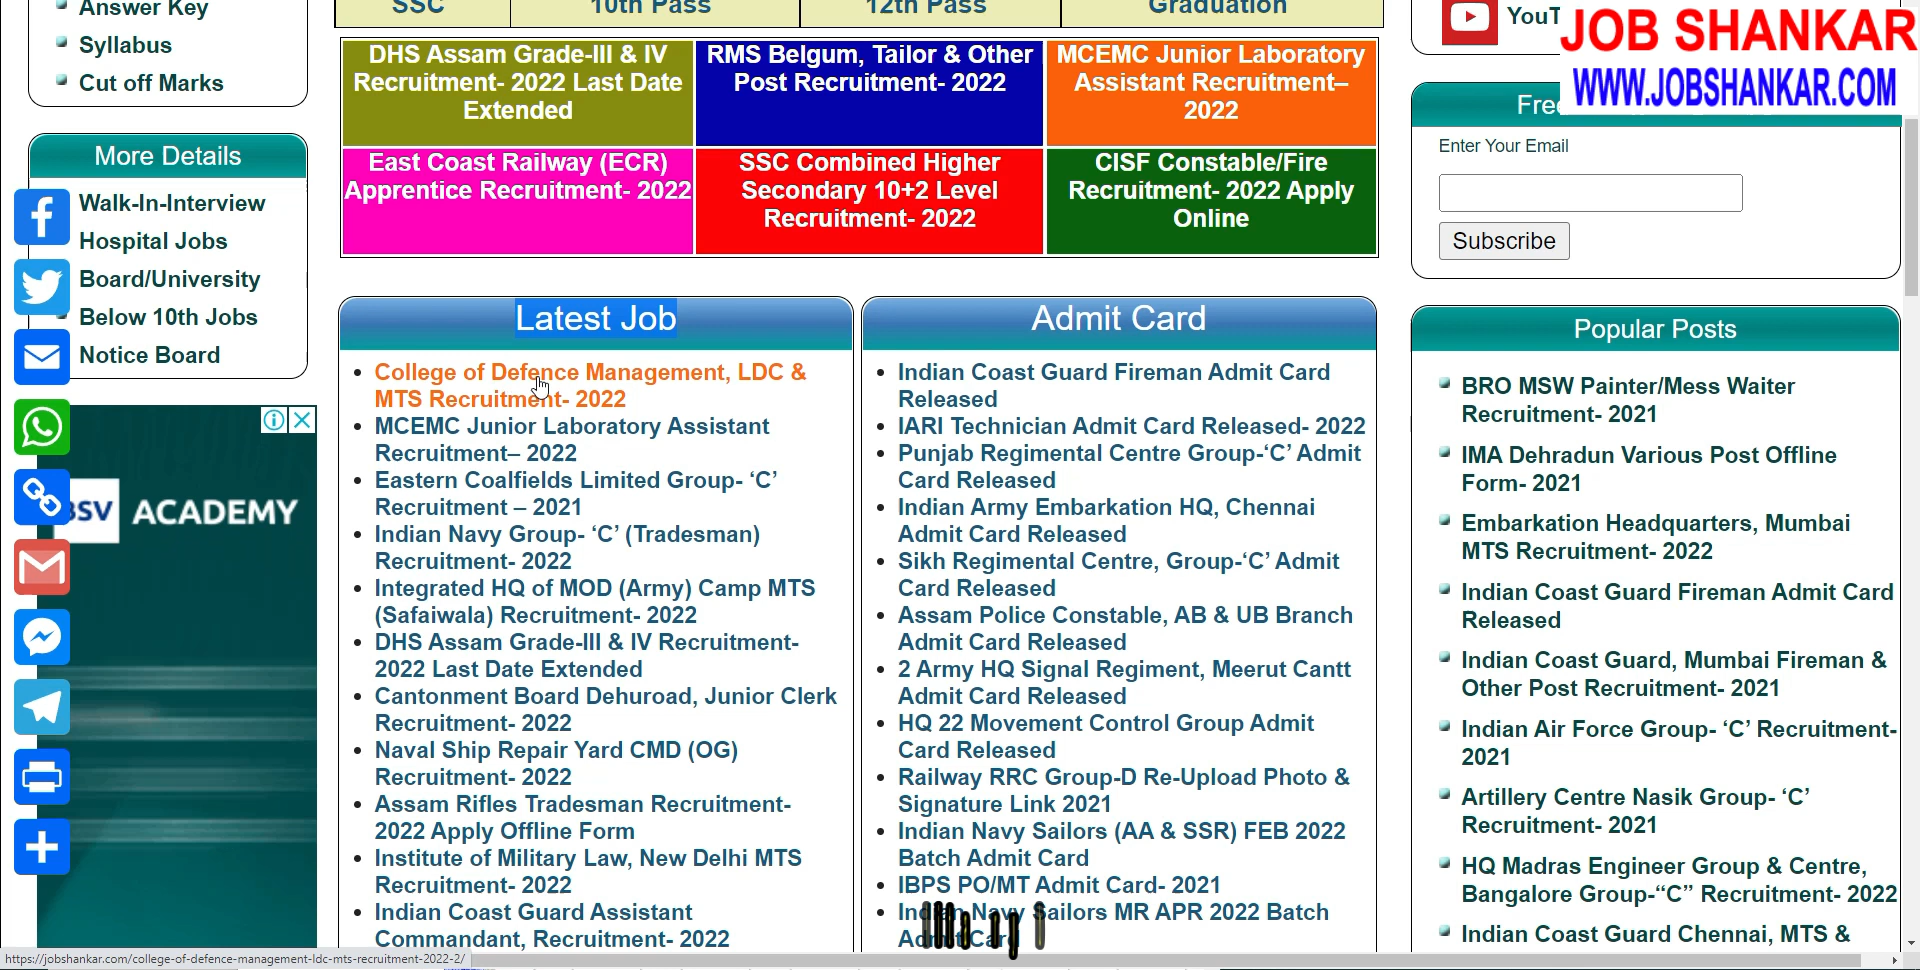 Answer Key
Syllabus
Cut off Marks
More Details
Walk-In-Interview
Hospital Jobs
Board/University
Below 10th Jobs
Notice Board
ACADEMY
SSC
10th Pass
12th Pass
Graduation
DHS Assam Grade-III & IV
Recruitment- 2022 Last Date
Extended
RMS Belgum, Tailor & Other
Post Recruitment- 2022
MCEMC Junior Laboratory
Assistant Recruitment–
2022
East Coast Railway (ECR)
Apprentice Recruitment- 2022
SSC Combined Higher
Secondary 10+2 Level
Recruitment- 2022
CISF Constable/Fire
Recruitment- 2022 Apply
Online
Latest Job
College of Defence Management, LDC &
MTS Recruitment- 2022
MCEMC Junior Laboratory Assistant
Recruitment– 2022
Eastern Coalfields Limited Group- ‘C’
Recruitment – 2021
Indian Navy Group- ‘C’ (Tradesman)
Recruitment- 2022
Integrated HQ of MOD (Army) Camp MTS
(Safaiwala) Recruitment- 2022
DHS Assam Grade-III & IV Recruitment-
2022 Last Date Extended
Cantonment Board Dehuroad, Junior Clerk
Recruitment- 2022
Naval Ship Repair Yard CMD (OG)
Recruitment- 2022
Assam Rifles Tradesman Recruitment-
2022 Apply Offline Form
Institute of Military Law, New Delhi MTS
Recruitment- 2022
Indian Coast Guard Assistant
Commandant, Recruitment- 2022
Admit Card
Indian Coast Guard Fireman Admit Card
Released
IARI Technician Admit Card Released- 2022
Punjab Regimental Centre Group-‘C’ Admit
Card Released
Indian Army Embarkation HQ, Chennai
Admit Card Released
Sikh Regimental Centre, Group-‘C’ Admit
Card Released
Assam Police Constable, AB & UB Branch
Admit Card Released
2 Army HQ Signal Regiment, Meerut Cantt
Admit Card Released
HQ 22 Movement Control Group Admit
Card Released
Railway RRC Group-D Re-Upload Photo &
Signature Link 2021
Indian Navy Sailors (AA & SSR) FEB 2022
Batch Admit Card
IBPS PO/MT Admit Card- 2021
Indian Navy Sailors MR APR 2022 Batch
Admit Card
JOB SHANKAR
WWW.JOBSHANKAR.COM
Enter Your Email
Subscribe
Popular Posts
BRO MSW Painter/Mess Waiter
Recruitment- 2021
IMA Dehradun Various Post Offline
Form- 2021
Embarkation Headquarters, Mumbai
MTS Recruitment- 2022
Indian Coast Guard Fireman Admit Card
Released
Indian Coast Guard, Mumbai Fireman &
Other Post Recruitment- 2021
Indian Air Force Group- ‘C’ Recruitment-
2021
Artillery Centre Nasik Group- ‘C’
Recruitment- 2021
HQ Madras Engineer Group & Centre,
Bangalore Group-“C” Recruitment- 2022
Indian Coast Guard Chennai, MTS &
https://jobshankar.com/college-of-defence-management-ldc-mts-recruitment-2022-2/